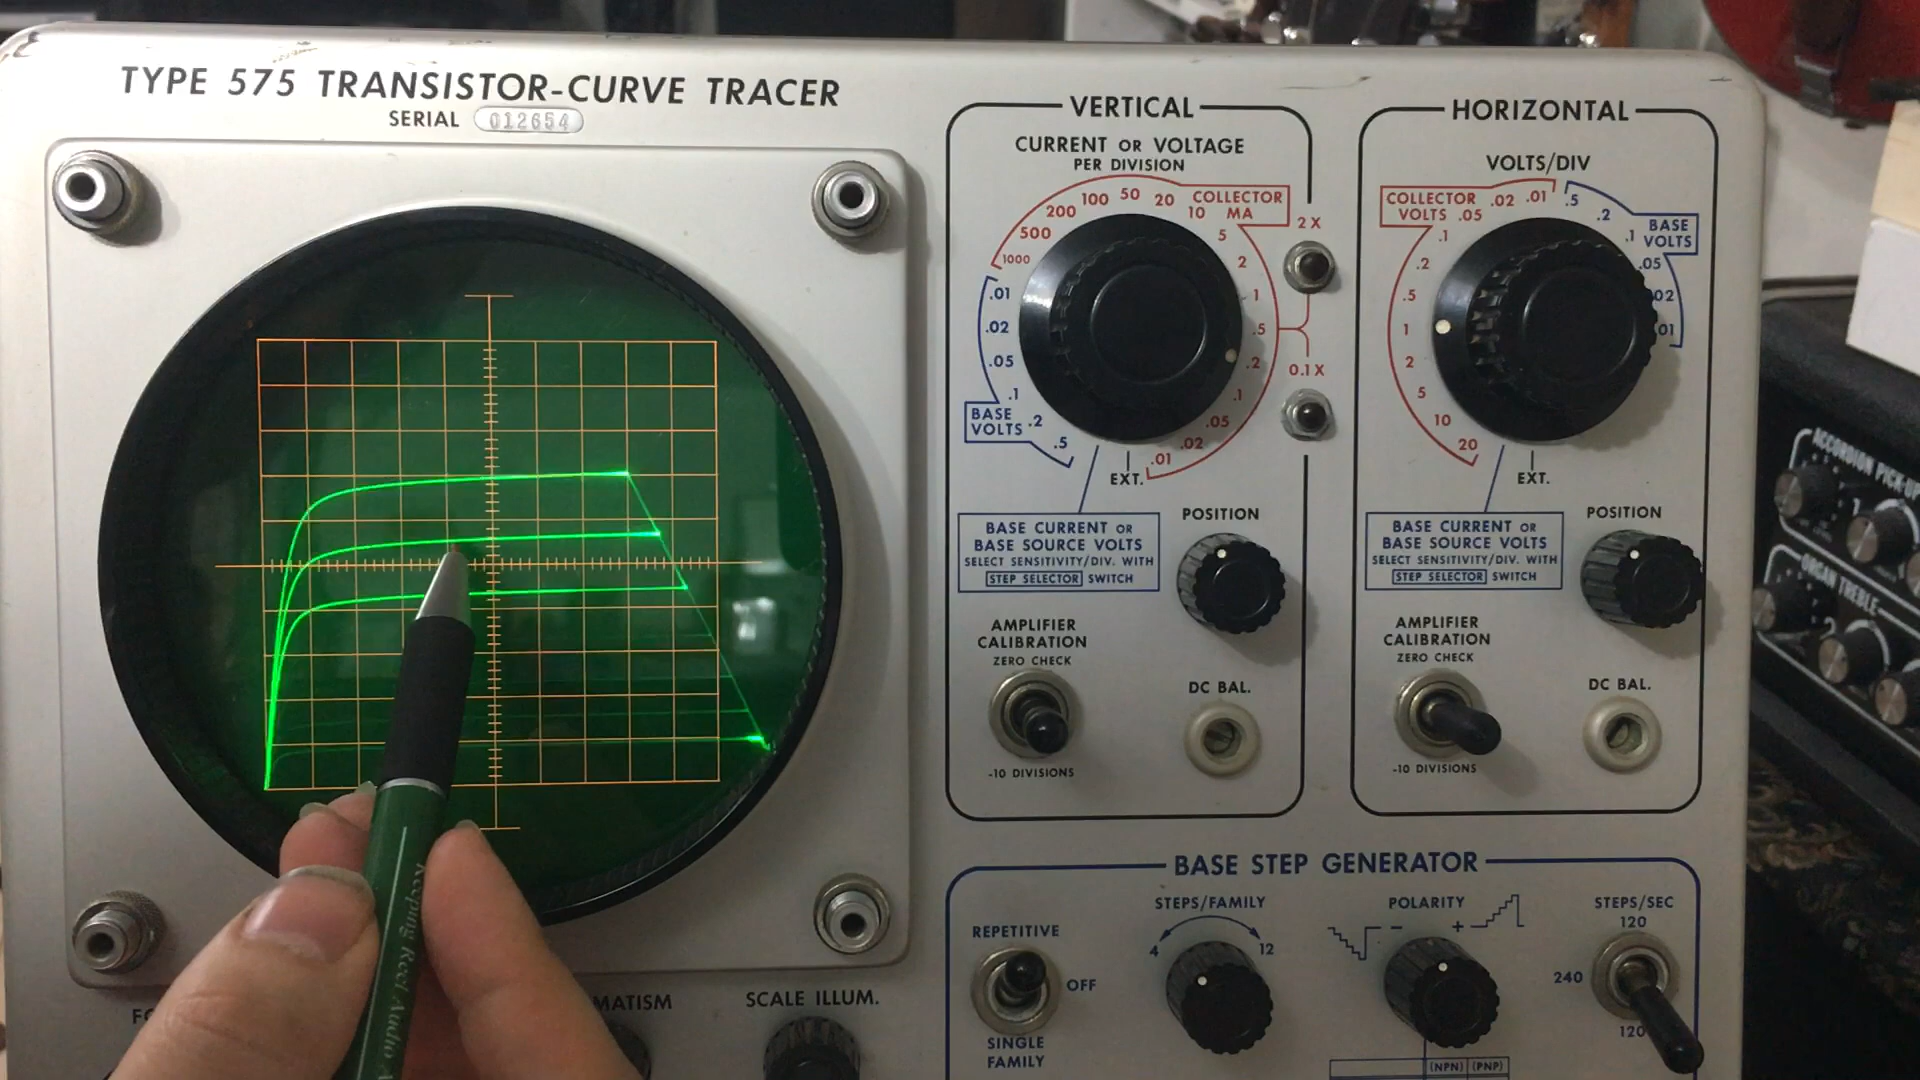 TYPE 575 TRANSISTOR-CURVE TRACER
SERIAL 012654
VERTICAL
CURRENT OR VOLTAGE
PER DIVISION
1000
500
200
100
50
20
10
COLLECTOR
MA
5
2
1
.5
.2
.1
.05
.02
.01
EXT.
.01
.02
.05
.1
.2
.5
BASE
VOLTS
2 X
0.1 X
BASE CURRENT OR
BASE SOURCE VOLTS
SELECT SENSITIVITY/DIV. WITH
STEP SELECTOR SWITCH
POSITION
AMPLIFIER
CALIBRATION
ZERO CHECK
-10 DIVISIONS
DC BAL.
HORIZONTAL
VOLTS/DIV
COLLECTOR
VOLTS
.05
.02
.01
.5
.2
.1
BASE
VOLTS
.05
02
01
.1
.2
.5
1
2
5
10
20
EXT.
BASE CURRENT OR
BASE SOURCE VOLTS
SELECT SENSITIVITY/DIV. WITH
STEP SELECTOR SWITCH
POSITION
AMPLIFIER
CALIBRATION
ZERO CHECK
-10 DIVISIONS
DC BAL.
BASE STEP GENERATOR
REPETITIVE
OFF
SINGLE
FAMILY
STEPS/FAMILY
4
12
POLARITY
-
+
(NPN) (PNP)
STEPS/SEC
120
240
120
MATISM
SCALE ILLUM.
Keeping Reel Audio
ACCORDION PICK-UP
ORGAN TREBLE